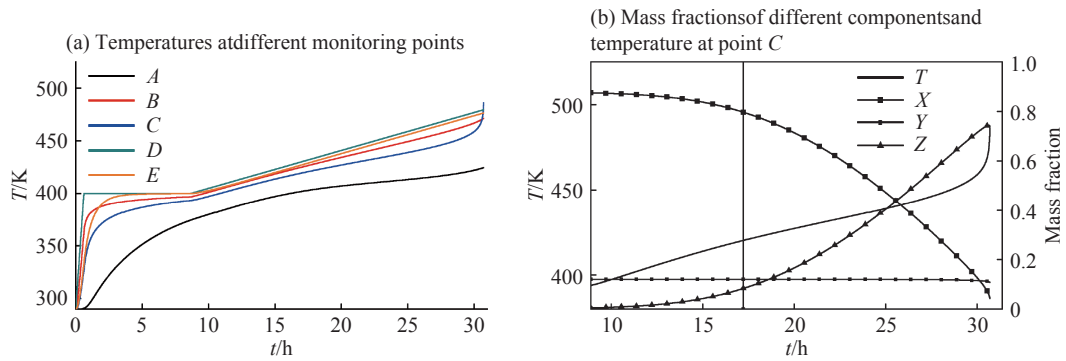 (a) Temperatures atdifferent monitoring points
A
B
C
D
E
500
450
400
350
300
T/K
0
5
10
15
20
25
30
t/h
(b) Mass fractionsof different componentsand
temperature at point C
T
X
Y
Z
500
450
400
T/K
10
15
20
25
30
t/h
1.0
0.8
0.6
0.4
0.2
0
Mass fraction